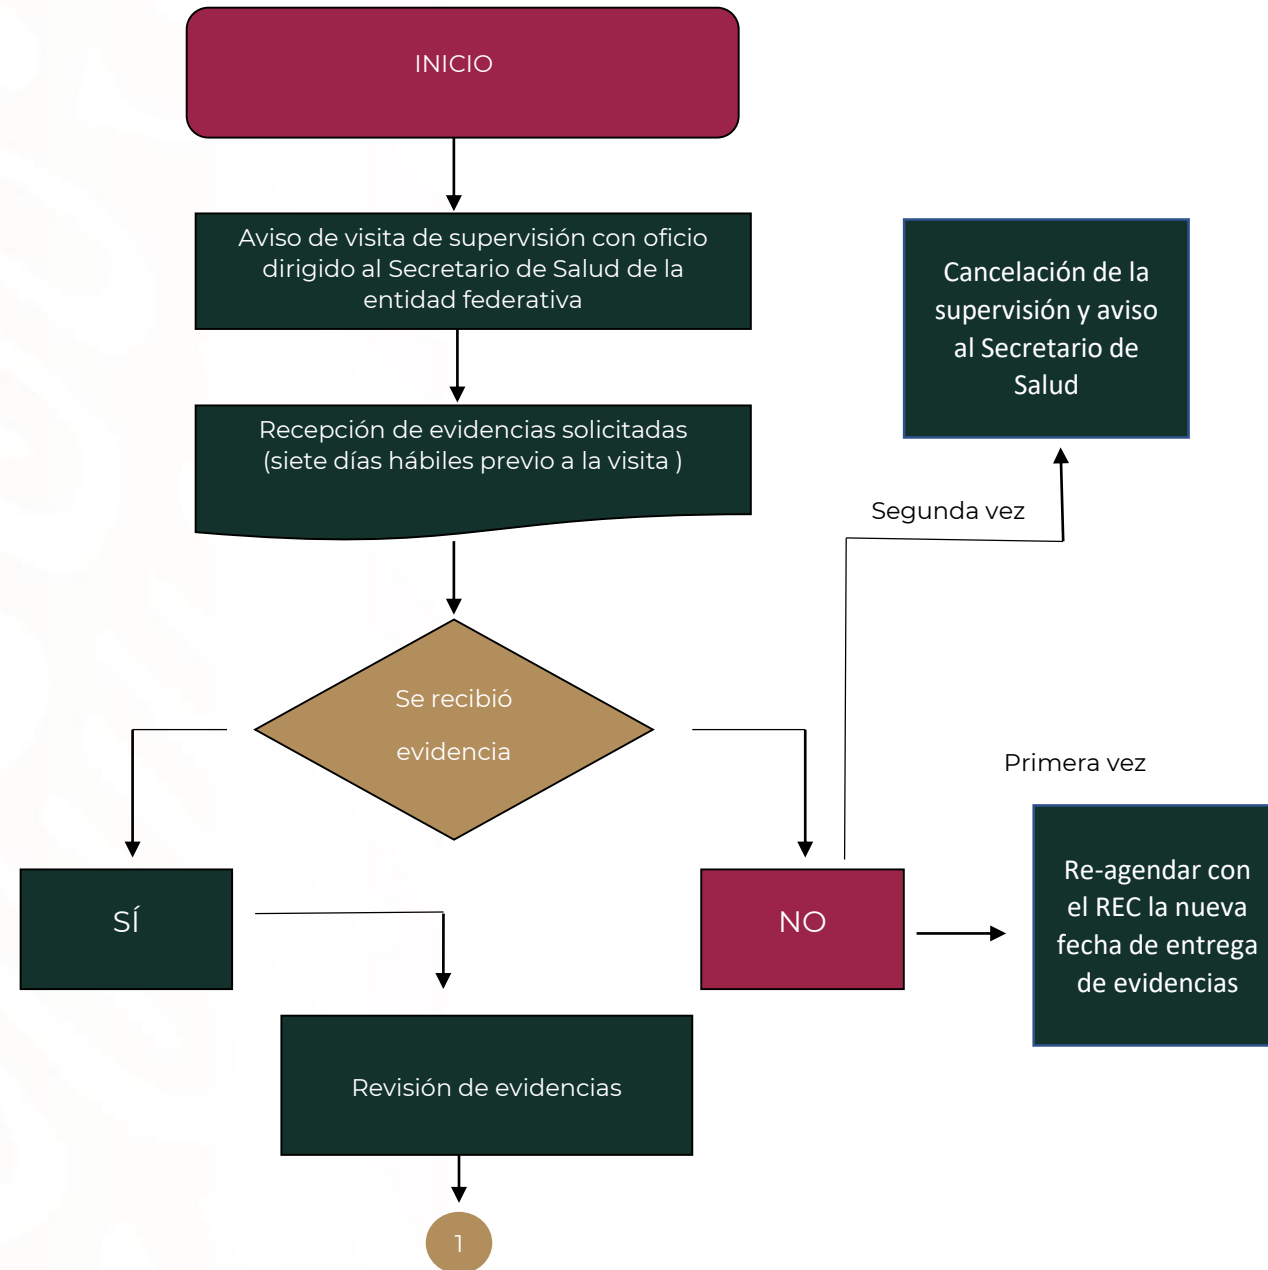 INICIO
Aviso de visita de supervisión con oficio
dirigido al Secretario de Salud de la
entidad federativa
Cancelación de la
supervisión y aviso
al Secretario de
Salud
Recepción de evidencias solicitadas
(siete días hábiles previo a la visita )
Segunda vez
Se recibió
evidencia
Primera vez
SÍ
NO
Re-agendar con
el REC la nueva
fecha de entrega
de evidencias
Revisión de evidencias
1